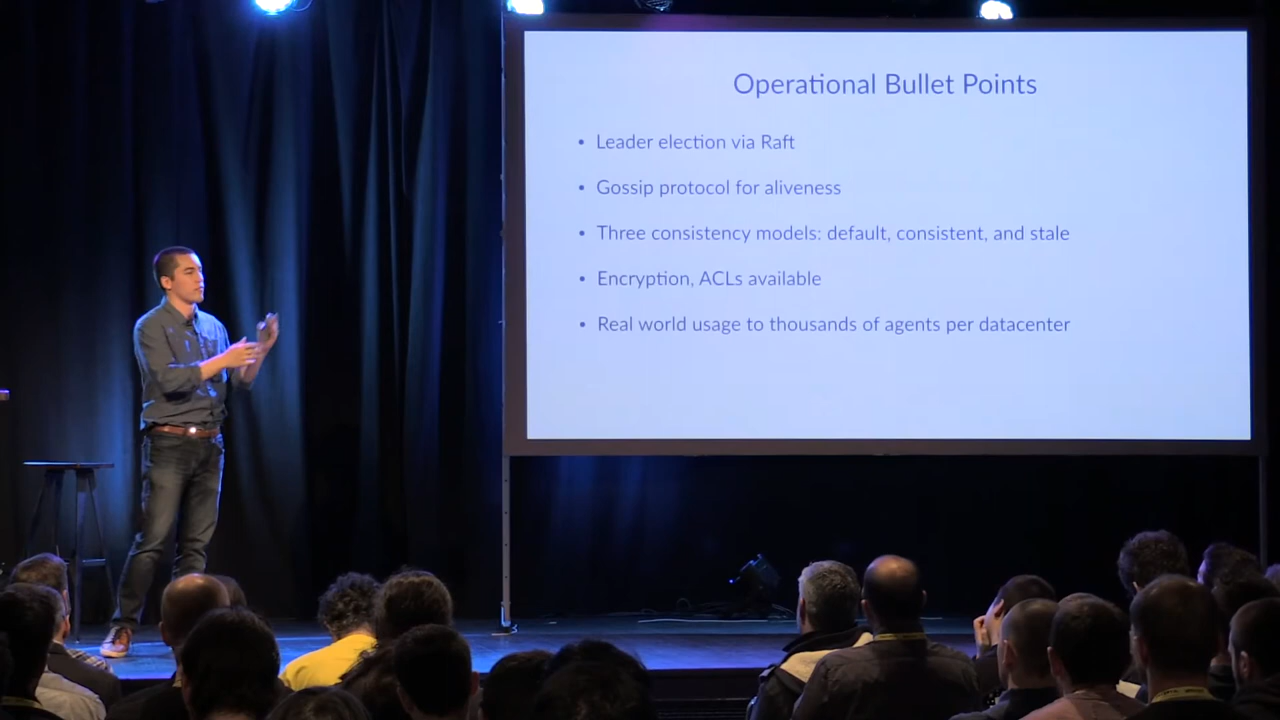 Operational Bullet Points
• Leader election via Raft
• Gossip protocol for aliveness
• Three consistency models: default, consistent, and stale
• Encryption, ACLs available
• Real world usage to thousands of agents per datacenter